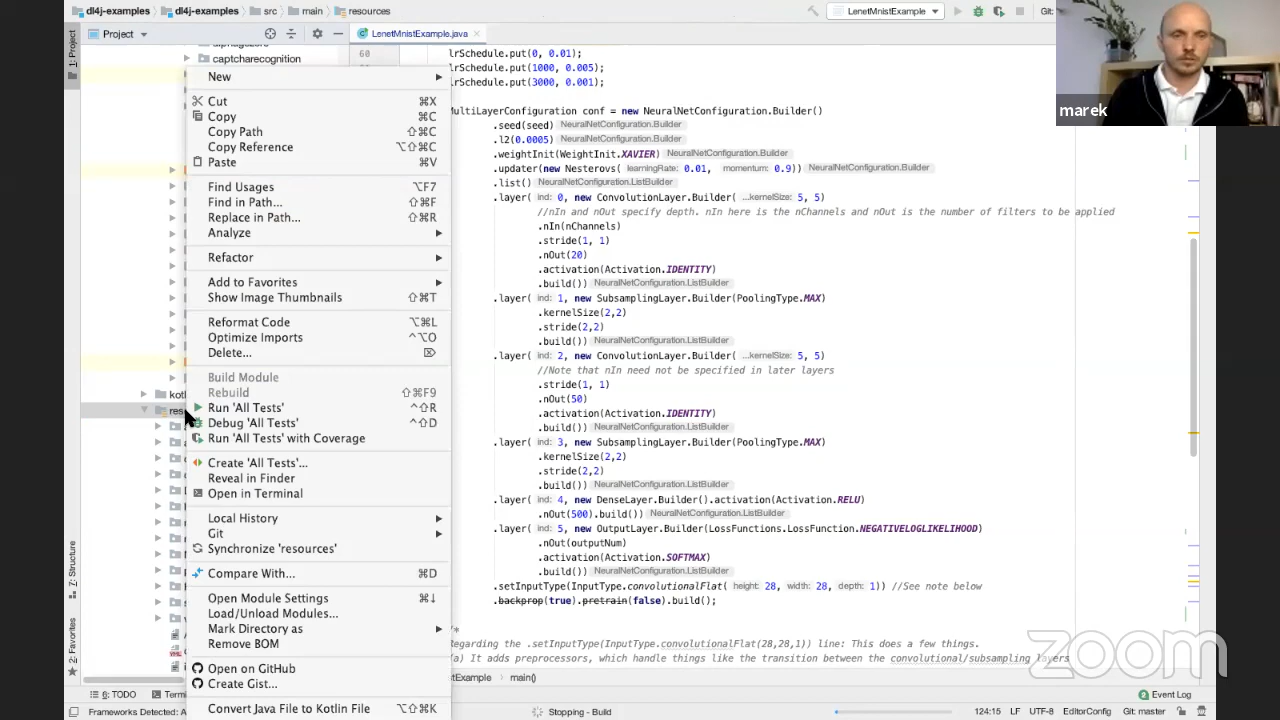 dl4j-examples dl4j-examples src main resources
LenetMnistExample
Git:
1: Project
Project
LenetMnistExample.java
60
captcharecognition
lrSchedule.put(0, 0.01);
lrSchedule.put(1000, 0.005);
lrSchedule.put(3000, 0.001);
MultiLayerConfiguration conf = new NeuralNetConfiguration.Builder()
.seed(seed) NeuralNetConfiguration.Builder
.l2(0.0005) NeuralNetConfiguration.Builder
.weightInit(WeightInit.XAVIER) NeuralNetConfiguration.Builder
.updater(new Nesterovs( learningRate: 0.01, momentum: 0.9)) NeuralNetConfiguration.Builder
.list() NeuralNetConfiguration.ListBuilder
.layer( ind: 0, new ConvolutionLayer.Builder( ...kernelSize: 5, 5)
//nIn and nOut specify depth. nIn here is the nChannels and nOut is the number of filters to be applied
.nIn(nChannels)
.stride(1, 1)
.nOut(20)
.activation(Activation.IDENTITY)
.build()) NeuralNetConfiguration.ListBuilder
.layer( ind: 1, new SubsamplingLayer.Builder(PoolingType.MAX)
.kernelSize(2,2)
.stride(2,2)
.build()) NeuralNetConfiguration.ListBuilder
.layer( ind: 2, new ConvolutionLayer.Builder( ...kernelSize: 5, 5)
//Note that nIn need not be specified in later layers
.stride(1, 1)
.nOut(50)
.activation(Activation.IDENTITY)
.build()) NeuralNetConfiguration.ListBuilder
.layer( ind: 3, new SubsamplingLayer.Builder(PoolingType.MAX)
.kernelSize(2,2)
.stride(2,2)
.build()) NeuralNetConfiguration.ListBuilder
.layer( ind: 4, new DenseLayer.Builder().activation(Activation.RELU)
.nOut(500).build()) NeuralNetConfiguration.ListBuilder
.layer( ind: 5, new OutputLayer.Builder(LossFunctions.LossFunction.NEGATIVELOGLIKELIHOOD)
.nOut(outputNum)
.activation(Activation.SOFTMAX)
.build()) NeuralNetConfiguration.ListBuilder
.setInputType(InputType.convolutionalFlat( height: 28, width: 28, depth: 1)) //See note below
.backprop(true).pretrain(false).build();
/*
Regarding the .setInputType(InputType.convolutionalFlat(28,28,1)) line: This does a few things.
(a) It adds preprocessors, which handle things like the transition between the convolutional/subsampling layers
main()
New
Cut ⌘X
Copy ⌘C
Copy Path ⇧⌘C
Copy Reference ⌥⇧⌘C
Paste ⌘V
Find Usages ⌥F7
Find in Path... ⇧⌘F
Replace in Path... ⇧⌘R
Analyze
Refactor
Add to Favorites
Show Image Thumbnails ⇧⌘T
Reformat Code ⌥⌘L
Optimize Imports ^⌥O
Delete... ⌦
Build Module
Rebuild ⇧⌘F9
Run 'All Tests' ^⇧R
Debug 'All Tests' ^⇧D
Run 'All Tests' with Coverage
Create 'All Tests'...
Reveal in Finder
Open in Terminal
Local History
Git
Synchronize 'resources'
Compare With... ⌘D
Open Module Settings ⌘↓
Load/Unload Modules...
Mark Directory as
Remove BOM
Open on GitHub
Create Gist...
Convert Java File to Kotlin File ⌥⇧⌘K
7: Structure
2: Favorites
6: TODO
Event Log
Frameworks Detected:
Stopping - Build
124:15 LF UTF-8 EditorConfig Git: master
marek
zoom